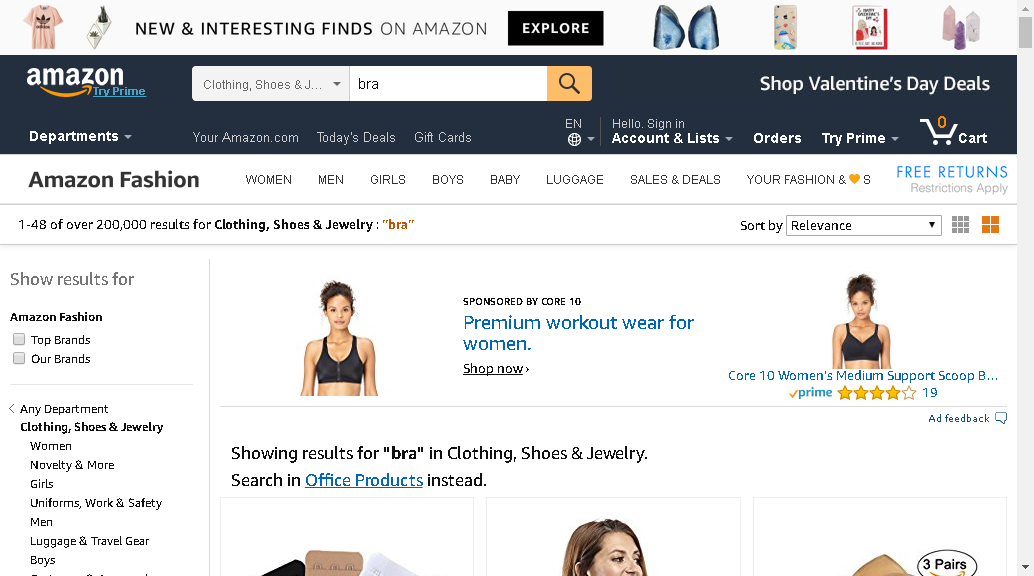 NEW & INTERESTING FINDS ON AMAZON EXPLORE
amazon
Try Prime
Clothing, Shoes & J... bra
Shop Valentine's Day Deals
Departments
Your Amazon.com Today's Deals Gift Cards
EN
Hello. Sign in
Account & Lists
Orders
Try Prime
0
Cart
Amazon Fashion
WOMEN MEN GIRLS BOYS BABY LUGGAGE SALES & DEALS YOUR FASHION & 🧡 S
FREE RETURNS
Restrictions Apply
1-48 of over 200,000 results for Clothing, Shoes & Jewelry : "bra"
Sort by Relevance
Show results for
Amazon Fashion
Top Brands
Our Brands
Any Department
Clothing, Shoes & Jewelry
Women
Novelty & More
Girls
Uniforms, Work & Safety
Men
Luggage & Travel Gear
Boys
SPONSORED BY CORE 10
Premium workout wear for
women.
Shop now ›
Core 10 Women's Medium Support Scoop B...
prime 19
Ad feedback
Showing results for "bra" in Clothing, Shoes & Jewelry.
Search in Office Products instead.
3 Pairs